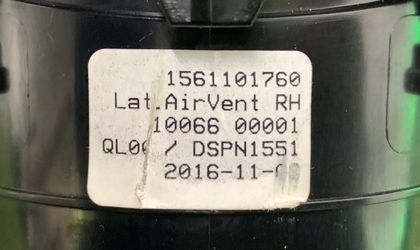 1561101760
Lat.AirVent RH
10066 00001
/ DSPN1551